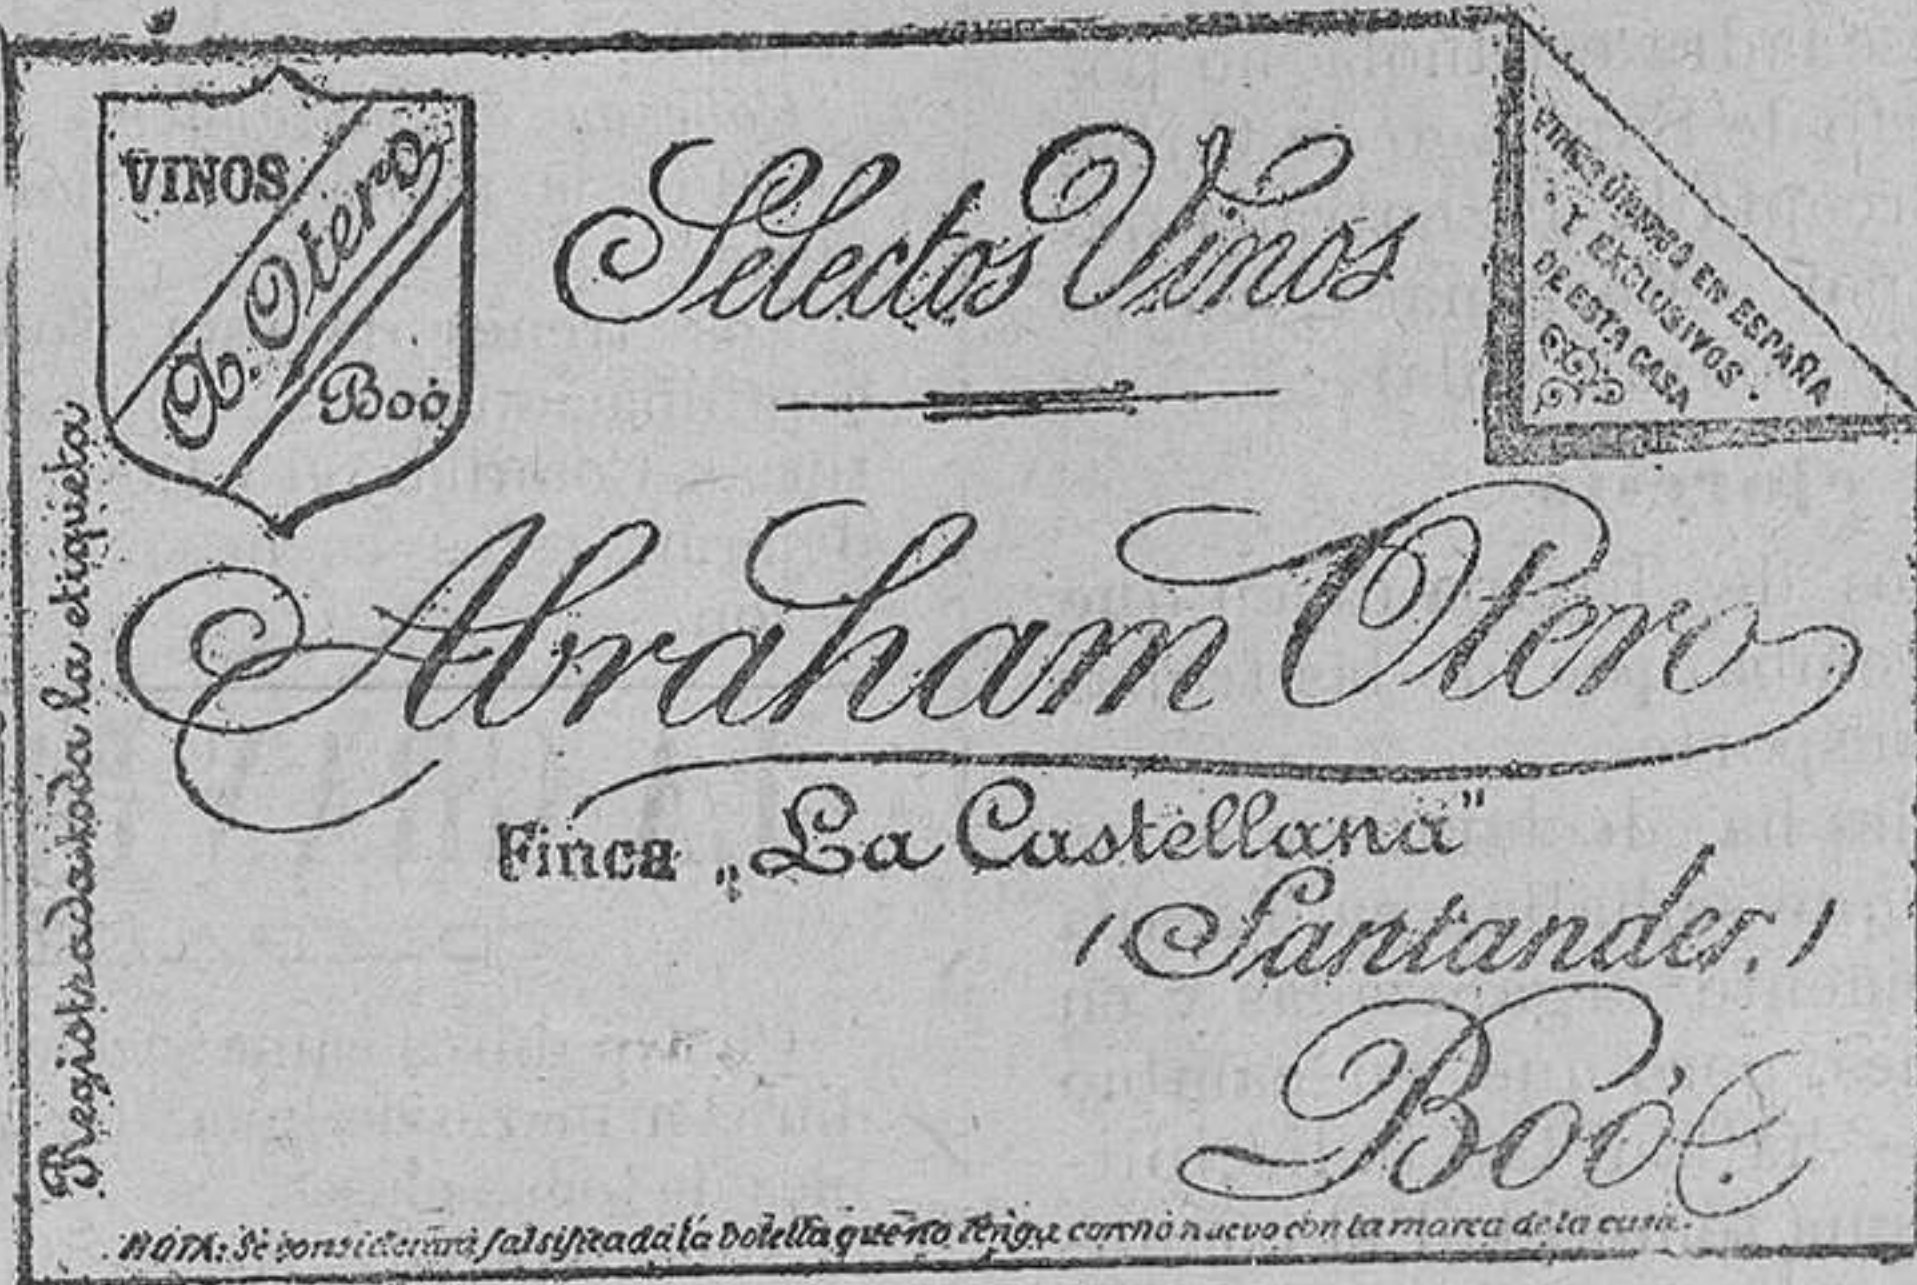 VINOS
A. Otero
Boó
Selectos Vinos
VINOS ÚNICOS EN ESPAÑA
Y EXCLUSIVOS
DE ESTA CASA
Abraham Otero
Finca „La Castellana"
(Santander.)
Boó
Registrada toda la etiqueta
NOTA: Se considerará falsificada la botella que no tenga corcho nuevo con la marca de la casa.